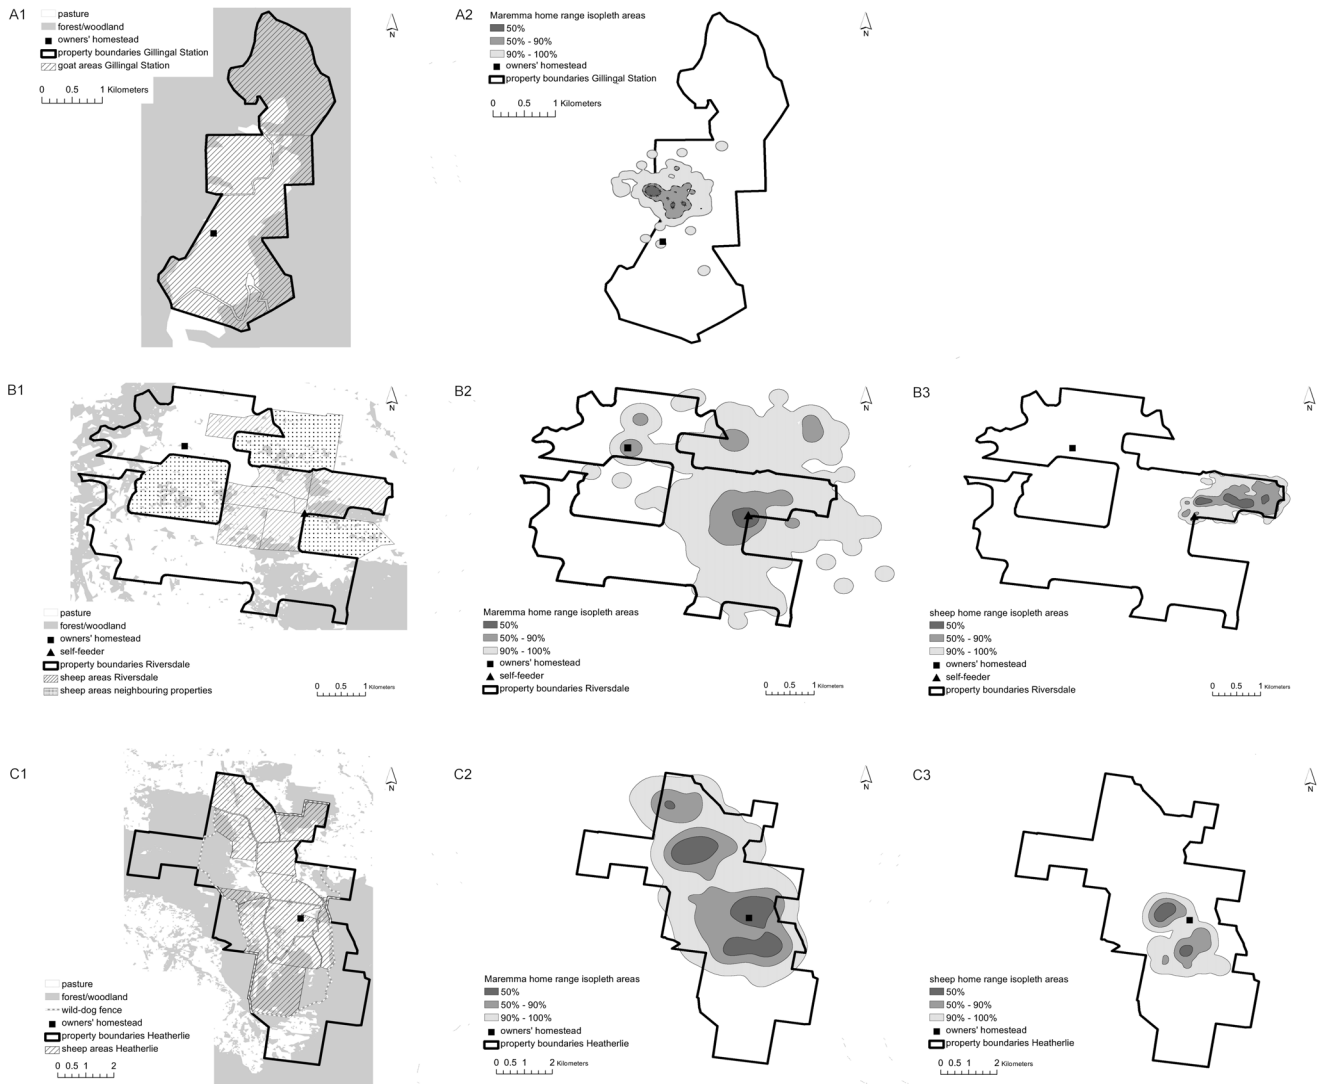 A1
pasture
forest/woodland
owners' homestead
property boundaries Gillingal Station
goat areas Gillingal Station
0 0.5 1 Kilometers
N
A2
Maremma home range isopleth areas
50%
50% - 90%
90% - 100%
owners' homestead
property boundaries Gillingal Station
0 0.5 1 Kilometers
N
B1
N
pasture
forest/woodland
owners' homestead
self-feeder
property boundaries Riversdale
sheep areas Riversdale
sheep areas neighbouring properties
0 0.5 1 Kilometers
B2
N
Maremma home range isopleth areas
50%
50% - 90%
90% - 100%
owners' homestead
self-feeder
property boundaries Riversdale
0 0.5 1 Kilometers
B3
N
sheep home range isopleth areas
50%
50% - 90%
90% - 100%
owners' homestead
self-feeder
property boundaries Riversdale
0 0.5 1 Kilometers
C1
N
pasture
forest/woodland
wild-dog fence
owners' homestead
property boundaries Heatherlie
sheep areas Heatherlie
0 0.5 1 2 Kilometers
C2
N
Maremma home range isopleth areas
50%
50% - 90%
90% - 100%
owners' homestead
property boundaries Heatherlie
0 0.5 1 2 Kilometers
C3
N
sheep home range isopleth areas
50%
50% - 90%
90% - 100%
owners' homestead
property boundaries Heatherlie
0 0.5 1 2 Kilometers